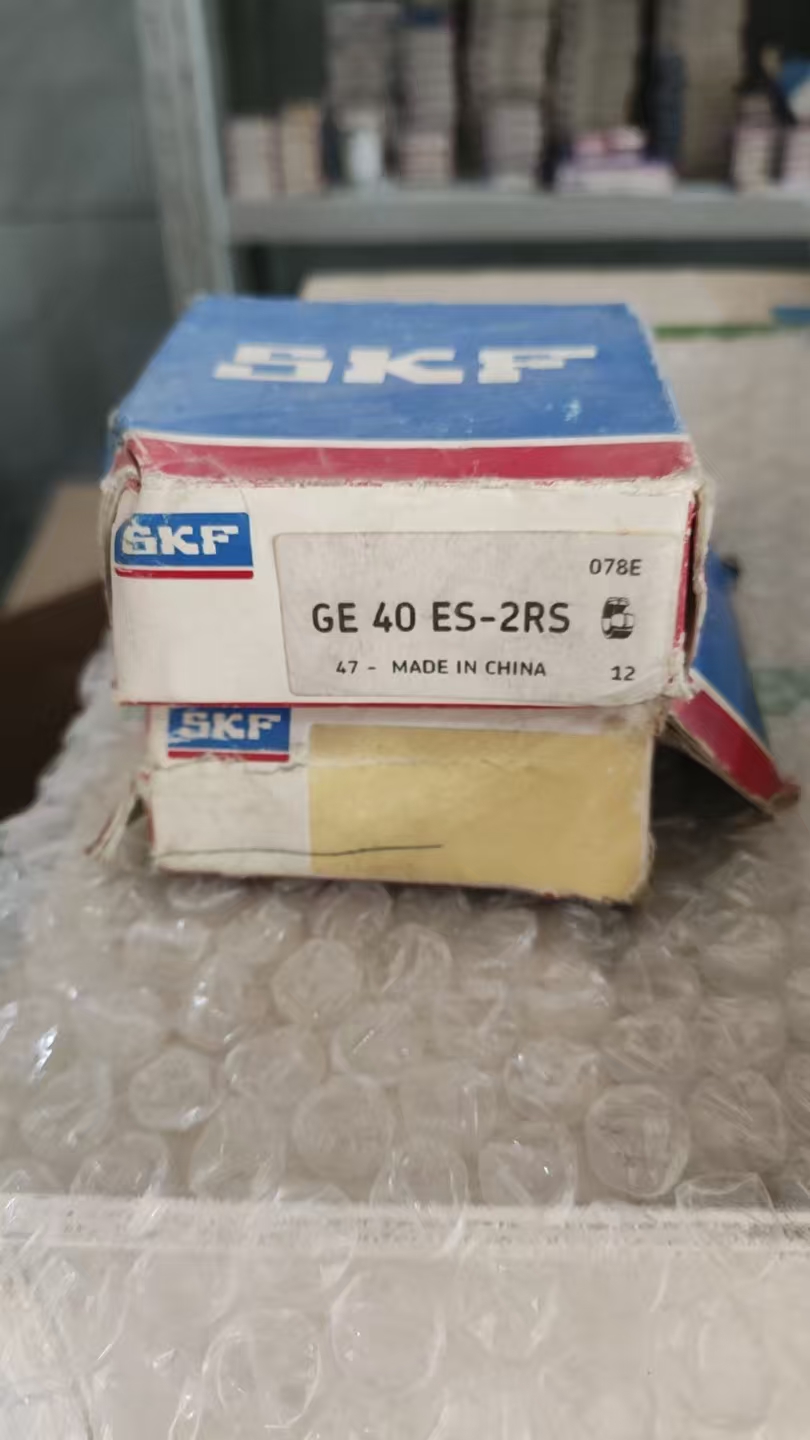 SKF
SKF
078E
GE 40 ES-2RS
47 - MADE IN CHINA
12
SKF